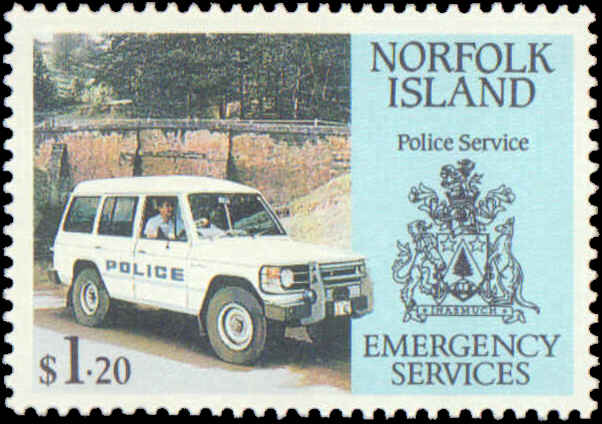 NORFOLK
ISLAND
Police Service
INASMUCH
EMERGENCY
SERVICES
POLICE
$1·20